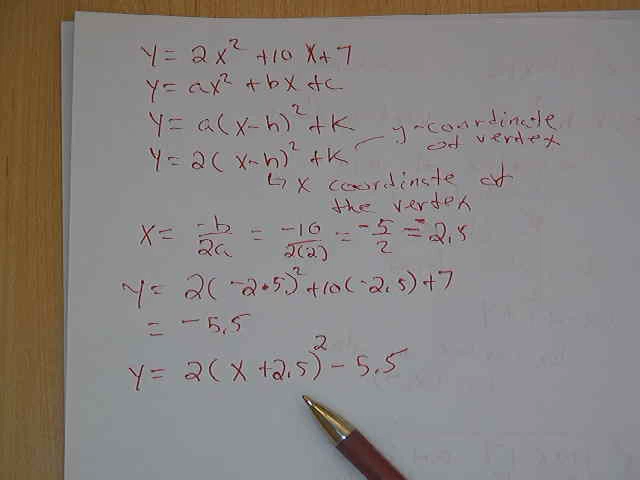 y = 2x² + 10x + 7
y = ax² + bx + c
y = a(x-h)² + k
y-coordinate of vertex
y = 2(x-h)² + k
↳ x coordinate of the vertex
x = -b/2a = -10/2(2) = -5/2 = -2.5
y = 2(-2.5)² + 10(-2.5) + 7
= -5.5
y = 2(x + 2.5)² - 5.5